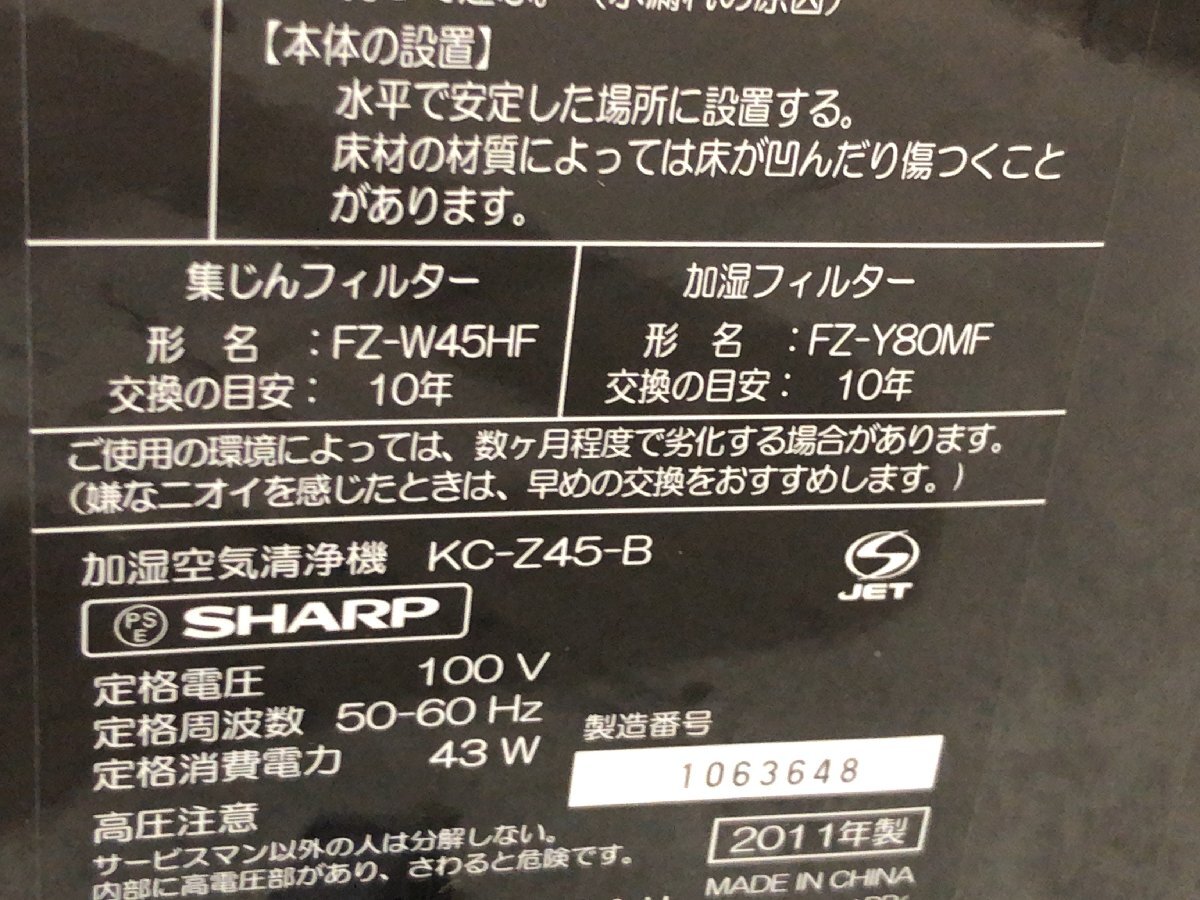 (水漏れの原因)
【本体の設置】
水平で安定した場所に設置する。
床材の材質によっては床が凹んだり傷つくこと
があります。
集じんフィルター
形 名 :FZ-W45HF
交換の目安: 10年
加湿フィルター
形 名 :FZ-Y80MF
交換の目安: 10年
ご使用の環境によっては、数ヶ月程度で劣化する場合があります。
(嫌なニオイを感じたときは、早めの交換をおすすめします。)
加湿空気清浄機 KC-Z45-B
JET
PSE SHARP
定格電圧 100 V
定格周波数 50-60 Hz
定格消費電力 43 W
製造番号
1063648
高圧注意
サービスマン以外の人は分解しない。
内部に高電圧部があり、さわると危険です。
2011年製
MADE IN CHINA